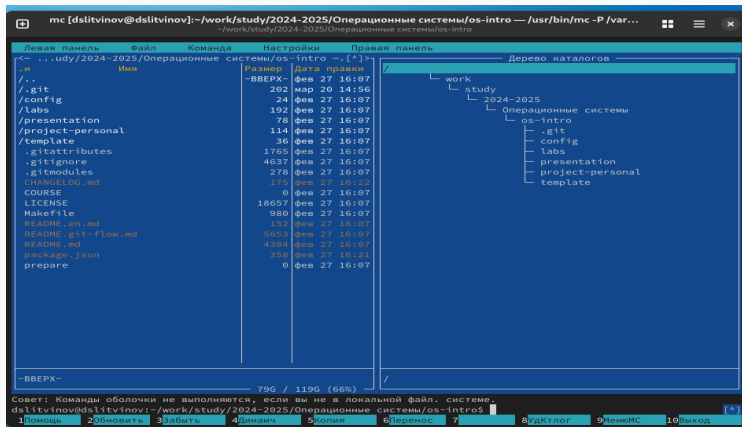 mc [dslitvinov@dslitvinov]:~/work/study/2024-2025/Операционные системы/os-intro — /usr/bin/mc -P /var...
~/work/study/2024-2025/Операционные системы/os-intro
Левая панель Файл Команда Настройки Правая панель
<— ...udy/2024-2025/Операционные системы/os-intro —.[^]>
.и Имя Размер Дата правки
/.. -ВВЕРХ- фев 27 16:07
/.git 202 мар 20 14:56
/config 24 фев 27 16:07
/labs 192 фев 27 16:07
/presentation 78 фев 27 16:07
/project-personal 114 фев 27 16:07
/template 36 фев 27 16:07
.gitattributes 1765 фев 27 16:07
.gitignore 4637 фев 27 16:07
.gitmodules 278 фев 27 16:07
CHANGELOG.md 175 фев 27 16:22
COURSE 0 фев 27 16:07
LICENSE 18657 фев 27 16:07
Makefile 980 фев 27 16:07
README.en.md 152 фев 27 16:07
README.git-flow.md 5653 фев 27 16:07
README.md 4304 фев 27 16:07
package.json 358 фев 27 16:21
prepare 0 фев 27 16:07
-ВВЕРХ-
79G / 119G (66%)
Дерево каталогов
/
work
study
2024-2025
Операционные системы
os-intro
.git
config
labs
presentation
project-personal
template
/
Совет: Команды оболочки не выполняются, если вы не в локальной файл. системе.
dslitvinov@dslitvinov:~/work/study/2024-2025/Операционные системы/os-intro$ [^]
1Помощь 2Обновить 3Забыть 4Динамч 5Копия 6Перенос 7 8УдКтлог 9МенюMC 10Выход